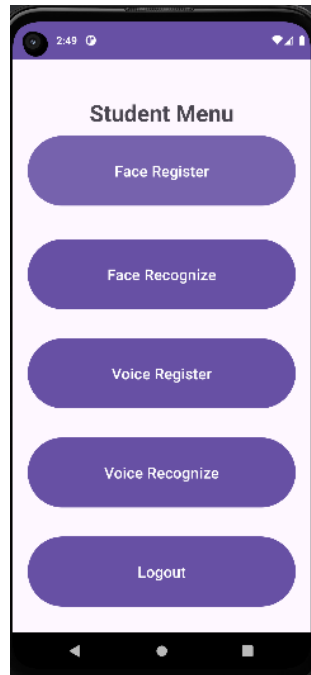 2:49
Student Menu
Face Register
Face Recognize
Voice Register
Voice Recognize
Logout